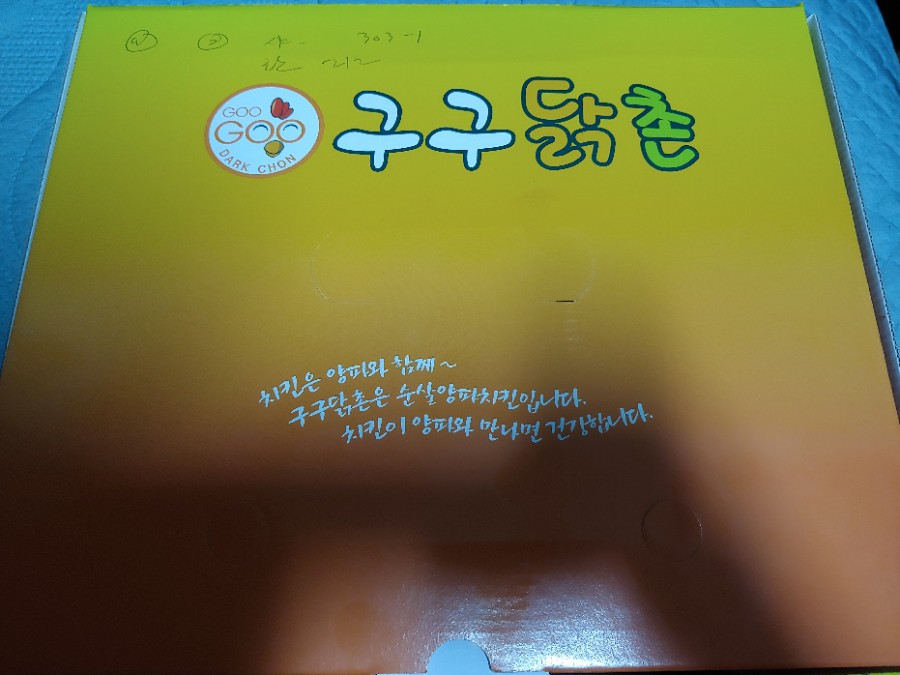 303-1
GOO
GOO
DARK CHON
구구닭촌
치킨은 양파와 함께~
구구닭촌은 순살양파치킨입니다.
치킨이 양파와 만나면 건강합니다.